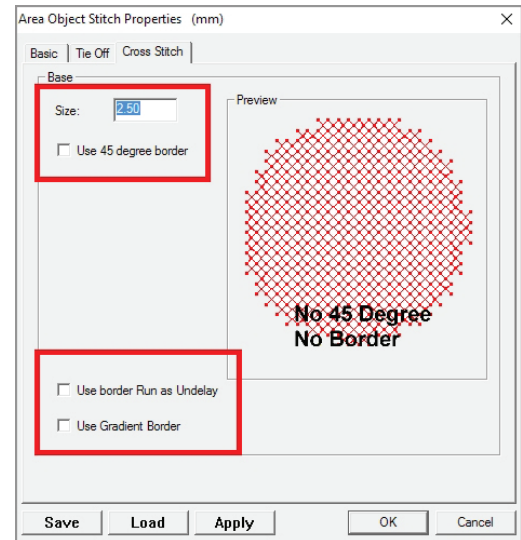 Area Object Stitch Properties (mm)
Basic Tie Off Cross Stitch
Base
Size: 2.50
Preview
Use 45 degree border
No 45 Degree
No Border
Use border Run as Undelay
Use Gradient Border
Save Load Apply OK Cancel